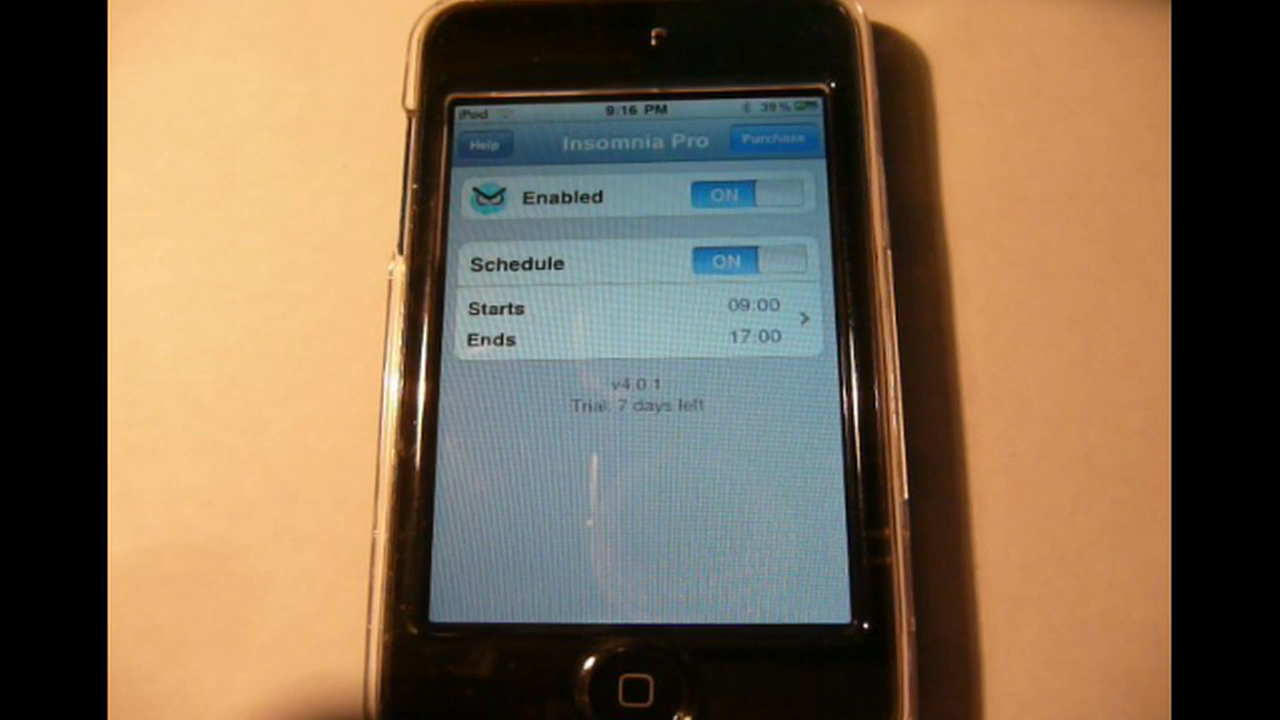 iPod 9:16 PM 39%
Help Insomnia Pro Purchase
Enabled ON
Schedule ON
Starts 09:00
Ends 17:00
v4.0.1
Trial: 7 days left